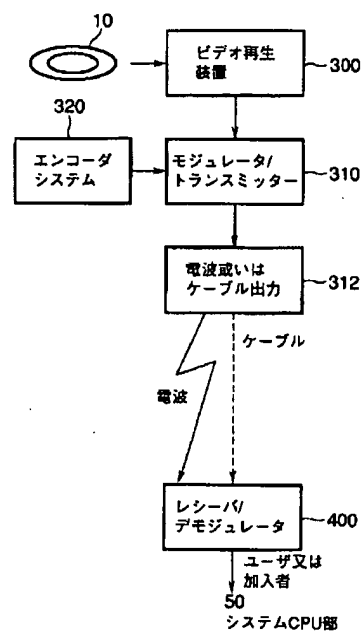 10
ビデオ再生
装置
300
320
エンコーダ
システム
モジュレータ/
トランスミッター
310
電波或いは
ケーブル出力
312
ケーブル
電波
レシーバ/
デモジュレータ
400
ユーザ又は
加入者
50
システムCPU部